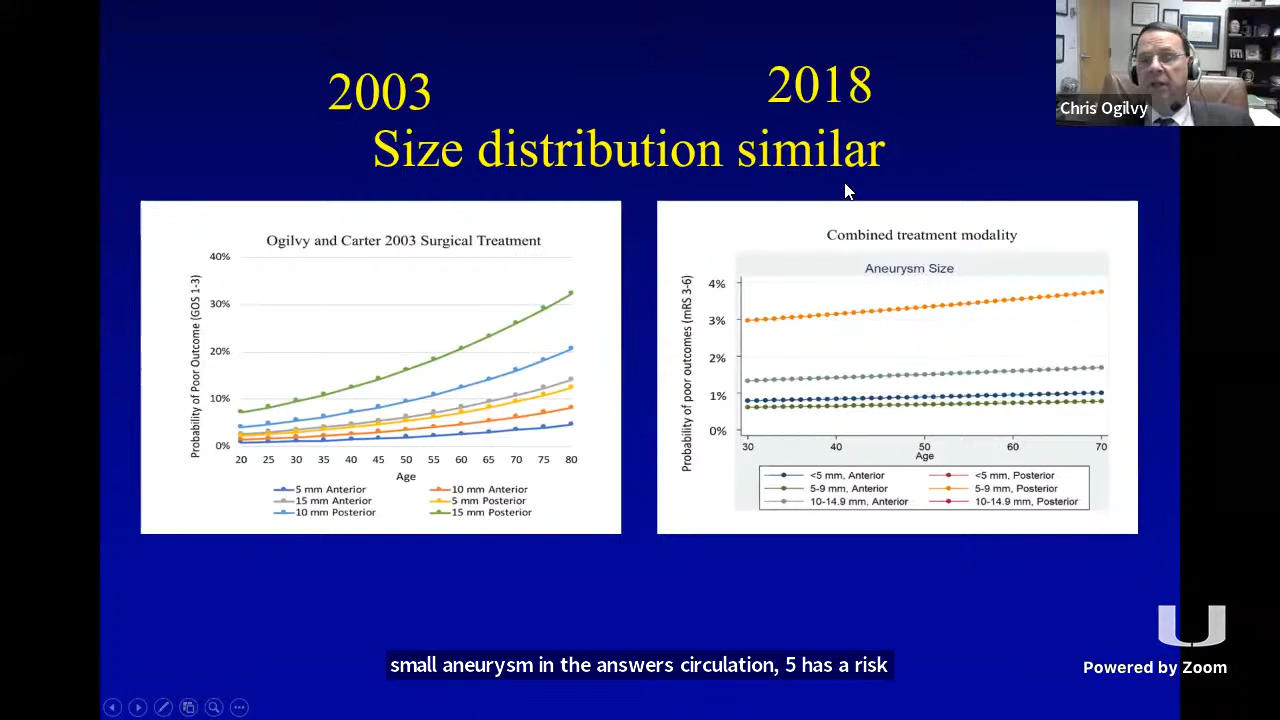 2003
2018
Size distribution similar
Chris Ogilvy
Ogilvy and Carter 2003 Surgical Treatment
Probability of Poor Outcome (GOS 1-3)
40%
30%
20%
10%
0%
20 25 30 35 40 45 50 55 60 65 70 75 80
Age
5 mm Anterior 10 mm Anterior
15 mm Anterior 5 mm Posterior
10 mm Posterior 15 mm Posterior
Combined treatment modality
Aneurysm Size
Probability of poor outcomes (mRS 3-6)
4%
3%
2%
1%
0%
30 40 50 60 70
Age
<5 mm, Anterior <5 mm, Posterior
5-9 mm, Anterior 5-9 mm, Posterior
10-14.9 mm, Anterior 10-14.9 mm, Posterior
small aneurysm in the answers circulation, 5 has a risk
U
Powered by Zoom